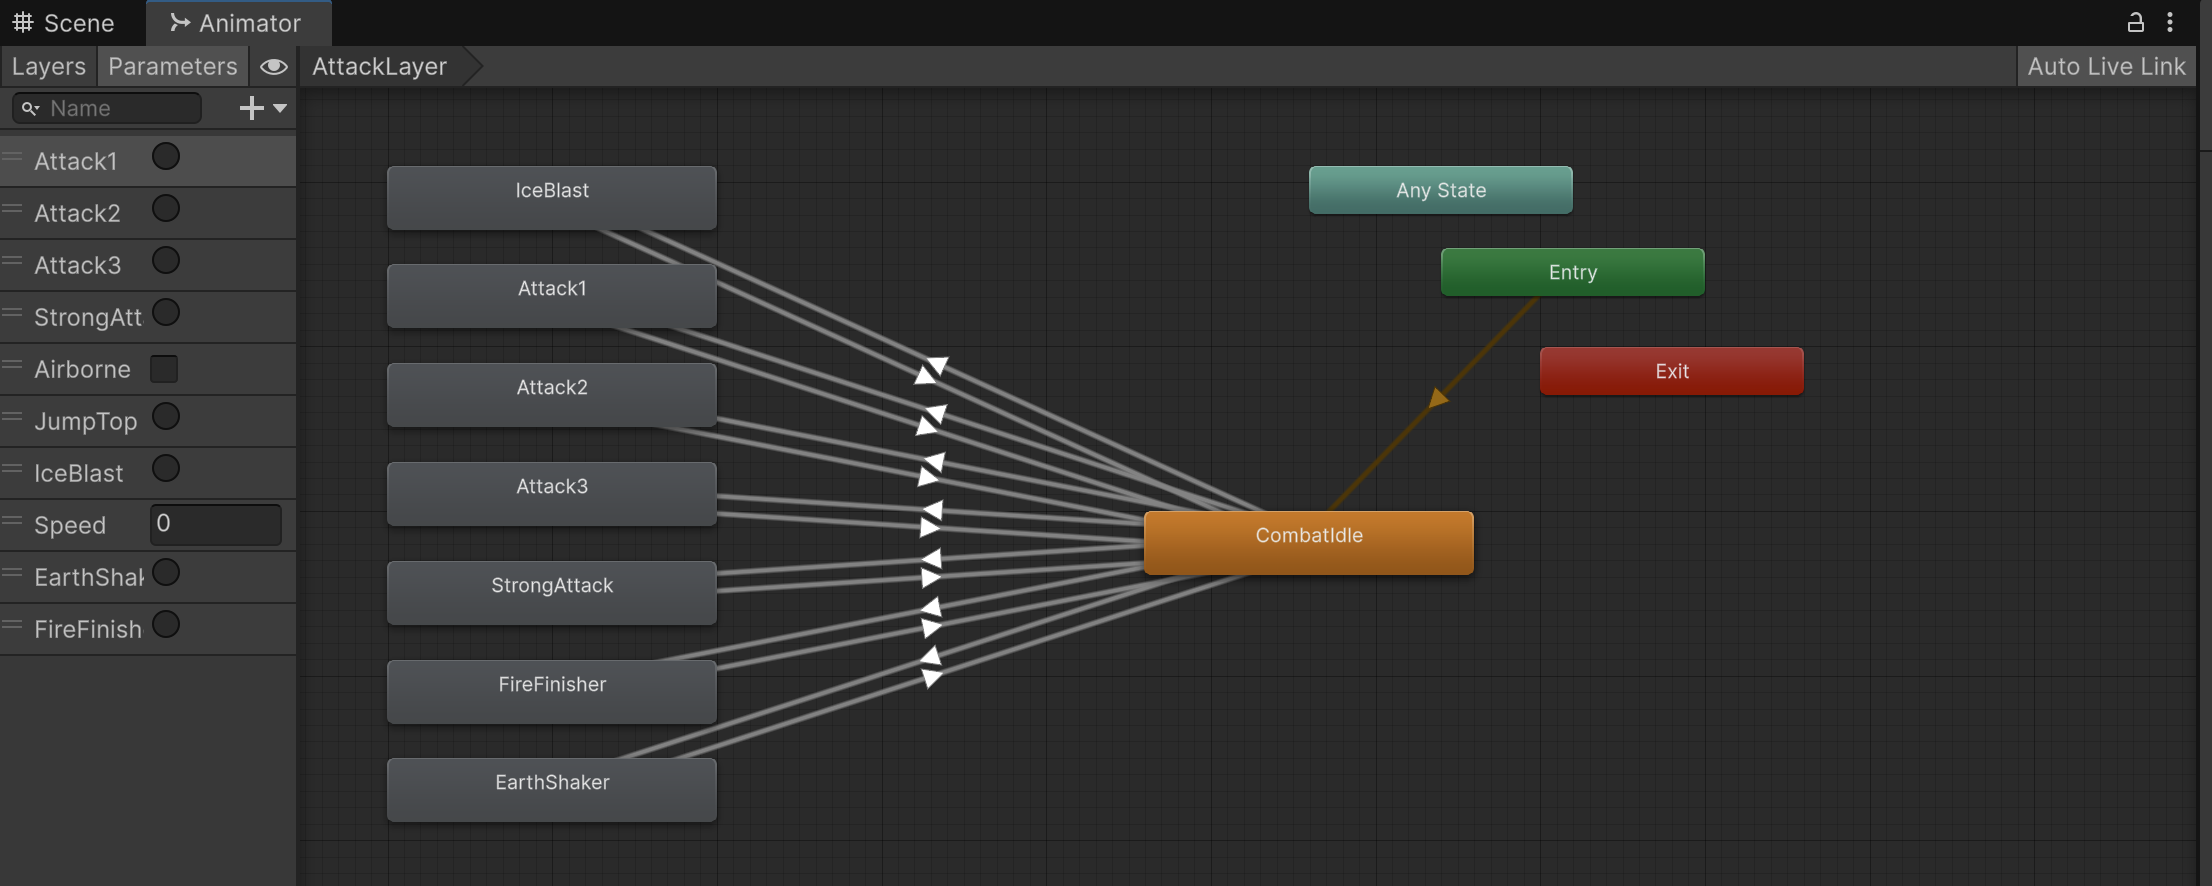 Scene
Animator
Layers
Parameters
AttackLayer
Auto Live Link
Name
Attack1
Attack2
Attack3
StrongAtt
Airborne
JumpTop
IceBlast
Speed 0
EarthShak
FireFinish
IceBlast
Attack1
Attack2
Attack3
StrongAttack
FireFinisher
EarthShaker
Any State
Entry
Exit
CombatIdle